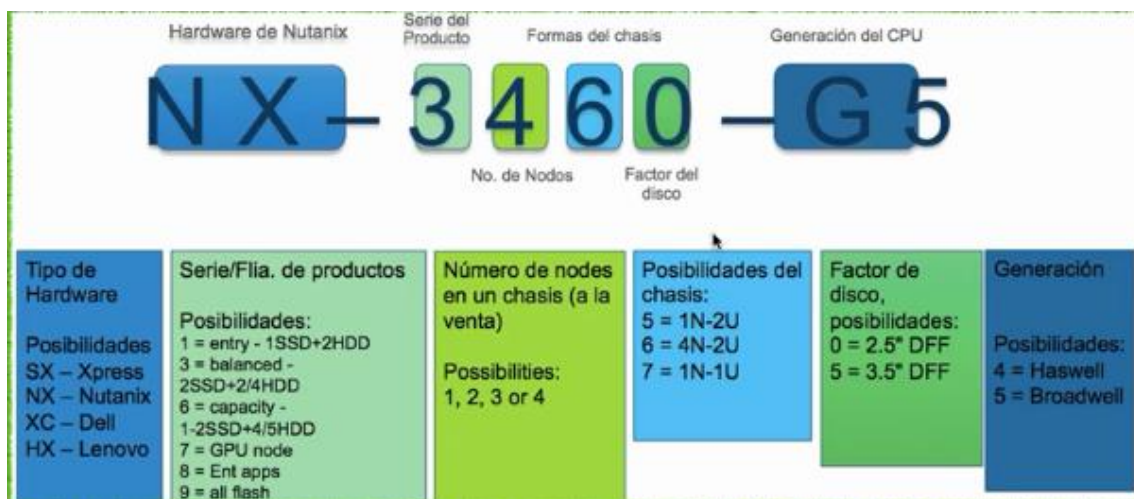 Hardware de Nutanix
Serie del
Producto
Formas del chasis
Generación del CPU
NX-3460-G5
No. de Nodos
Factor del
disco
Tipo de
Hardware
Posibilidades
SX – Xpress
NX – Nutanix
XC – Dell
HX – Lenovo
Serie/Flia. de productos
Posibilidades:
1 = entry - 1SSD+2HDD
3 = balanced -
2SSD+2/4HDD
6 = capacity -
1-2SSD+4/5HDD
7 = GPU node
8 = Ent apps
9 = all flash
Número de nodes
en un chasis (a la
venta)
Possibilities:
1, 2, 3 or 4
Posibilidades del
chasis:
5 = 1N-2U
6 = 4N-2U
7 = 1N-1U
Factor de
disco,
posibilidades:
0 = 2.5" DFF
5 = 3.5" DFF
Generación
Posibilidades:
4 = Haswell
5 = Broadwell